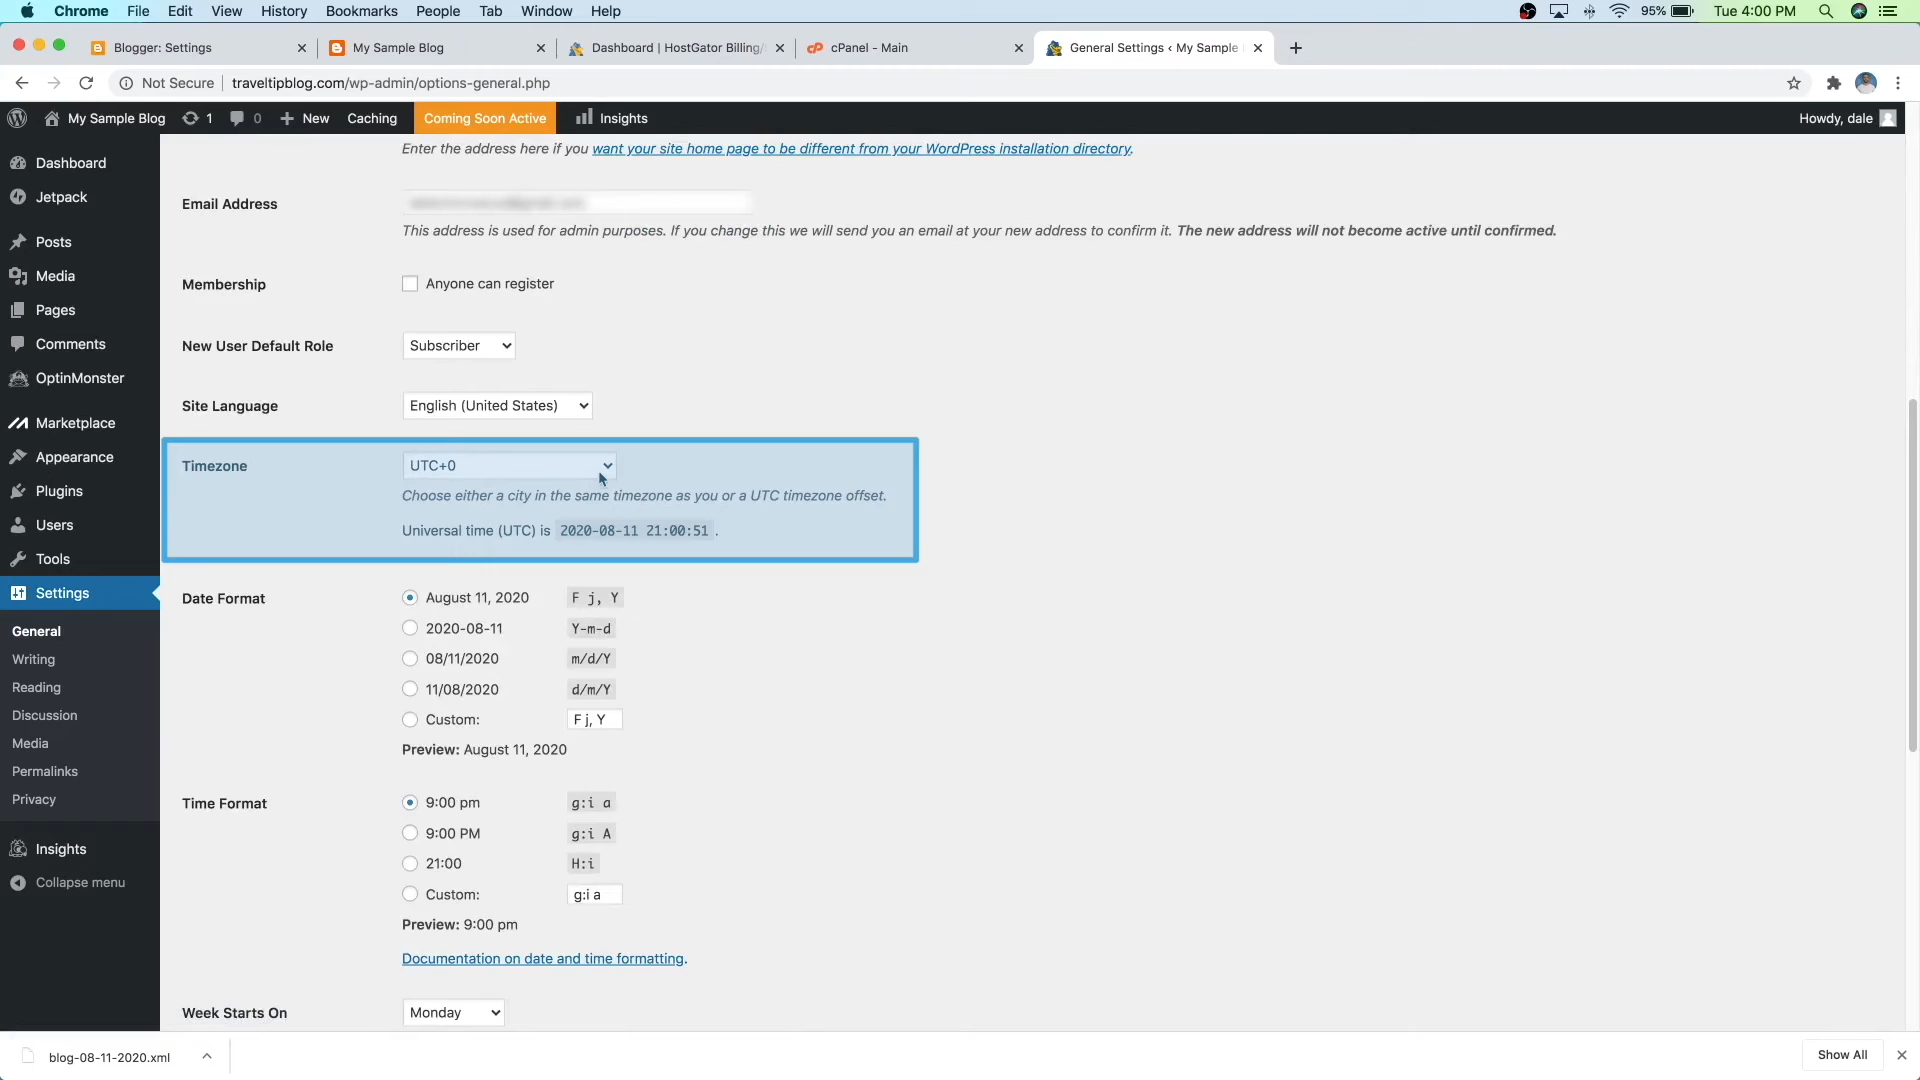 Chrome File Edit View History Bookmarks People Tab Window Help 95% Tue 4:00 PM
Blogger: Settings My Sample Blog Dashboard | HostGator Billing/ cPanel - Main General Settings ‹ My Sample
Not Secure traveltipblog.com/wp-admin/options-general.php
My Sample Blog 1 0 New Caching Coming Soon Active Insights Howdy, dale
Dashboard
Jetpack
Posts
Media
Pages
Comments
OptinMonster
Marketplace
Appearance
Plugins
Users
Tools
Settings
General
Writing
Reading
Discussion
Media
Permalinks
Privacy
Insights
Collapse menu
Enter the address here if you want your site home page to be different from your WordPress installation directory.
Email Address
This address is used for admin purposes. If you change this we will send you an email at your new address to confirm it. The new address will not become active until confirmed.
Membership Anyone can register
New User Default Role Subscriber
Site Language English (United States)
Timezone UTC+0
Choose either a city in the same timezone as you or a UTC timezone offset.
Universal time (UTC) is 2020-08-11 21:00:51 .
Date Format August 11, 2020 F j, Y
2020-08-11 Y-m-d
08/11/2020 m/d/Y
11/08/2020 d/m/Y
Custom: F j, Y
Preview: August 11, 2020
Time Format 9:00 pm g:i a
9:00 PM g:i A
21:00 H:i
Custom: g:i a
Preview: 9:00 pm
Documentation on date and time formatting.
Week Starts On Monday
blog-08-11-2020.xml Show All